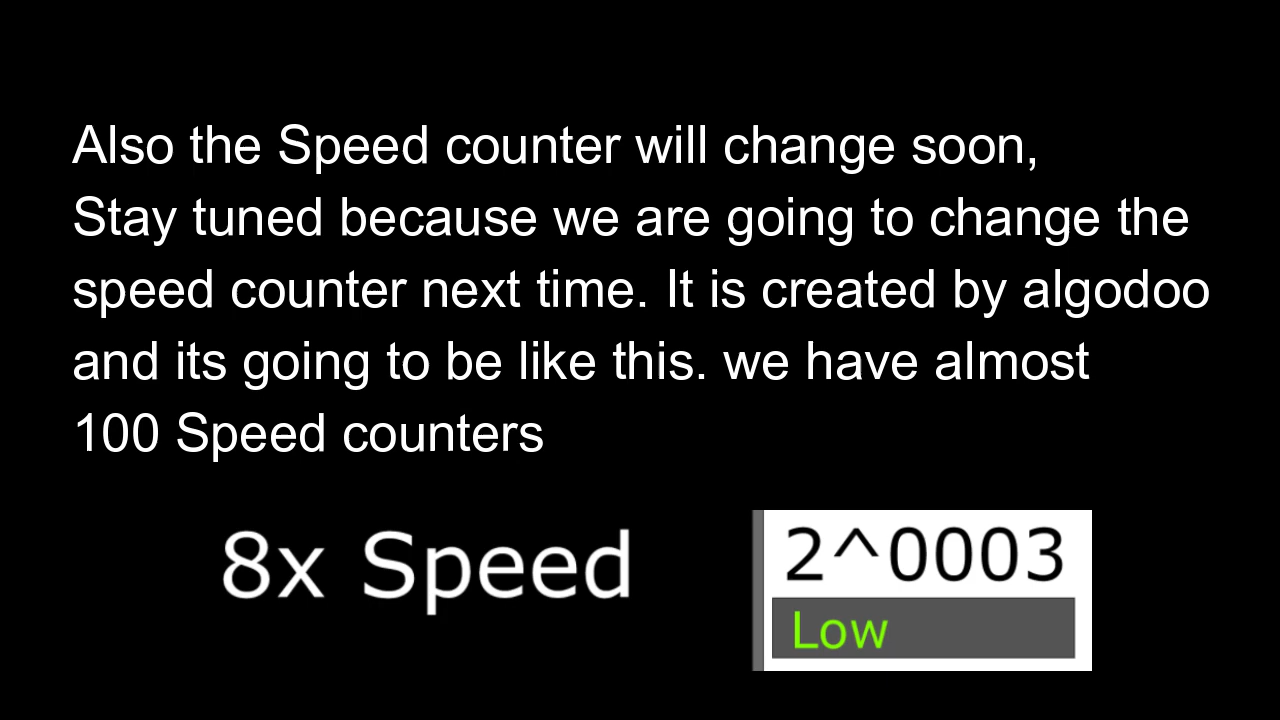 Also the Speed counter will change soon,
Stay tuned because we are going to change the
speed counter next time. It is created by algodoo
and its going to be like this. we have almost
100 Speed counters
8x Speed
2^0003
Low